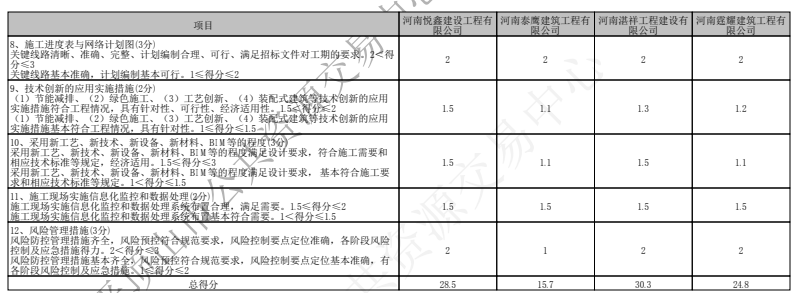 项目
河南悦鑫建设工程有限公司
河南泰鹰建筑工程有限公司
河南湛祥工程建设有限公司
河南霆耀建筑工程有限公司
8、施工进度表与网络计划图(3分)
关键线路清晰、准确、完整、计划编制合理、可行、满足招标文件对工期的要求。2<得
分≤3
关键线路基本准确，计划编制基本可行。1≤得分≤2
2
2
2
2
9、技术创新的应用实施措施(2分)
（1）节能减排、（2）绿色施工、（3）工艺创新、（4）装配式建筑等技术创新的应用
实施措施符合工程情况，具有针对性、可行性、经济适用性。1.5≤得分≤2
（1）节能减排、（2）绿色施工、（3）工艺创新、（4）装配式建筑等技术创新的应用
实施措施基本符合工程情况，具有针对性。1≤得分≤1.5
1.5
1.1
1.3
1.2
10、采用新工艺、新技术、新设备、新材料、BIM等的程度(3分)
采用新工艺、新技术、新设备、新材料、BIM等的程度满足设计要求，符合施工需要和
相应技术标准等规定，经济适用。1.5≤得分≤3
采用新工艺、新技术、新设备、新材料、BIM等的程度满足设计要求， 基本符合施工要
求和相应技术标准等规定。1<得分≤1.5
1.5
1.1
1.5
1.1
11、施工现场实施信息化监控和数据处理(2分)
施工现场实施信息化监控和数据处理系统布置合理，满足需要。1.5≤得分≤2
施工现场实施信息化监控和数据处理系统布置基本符合需要。1<得分≤1.5
1.5
1.5
1.5
1.5
12、风险管理措施(3分)
风险防控管理措施齐全，风险预控符合规范要求，风险控制要点定位准确，各阶段风险
控制及应急措施得力。2<得分≤3
风险防控管理措施基本齐全，风险预控符合规范要求，风险控制要点定位基本准确，有
各阶段风险控制及应急措施。1≤得分≤2
2
1
2
2
总得分
28.5
15.7
30.3
24.8